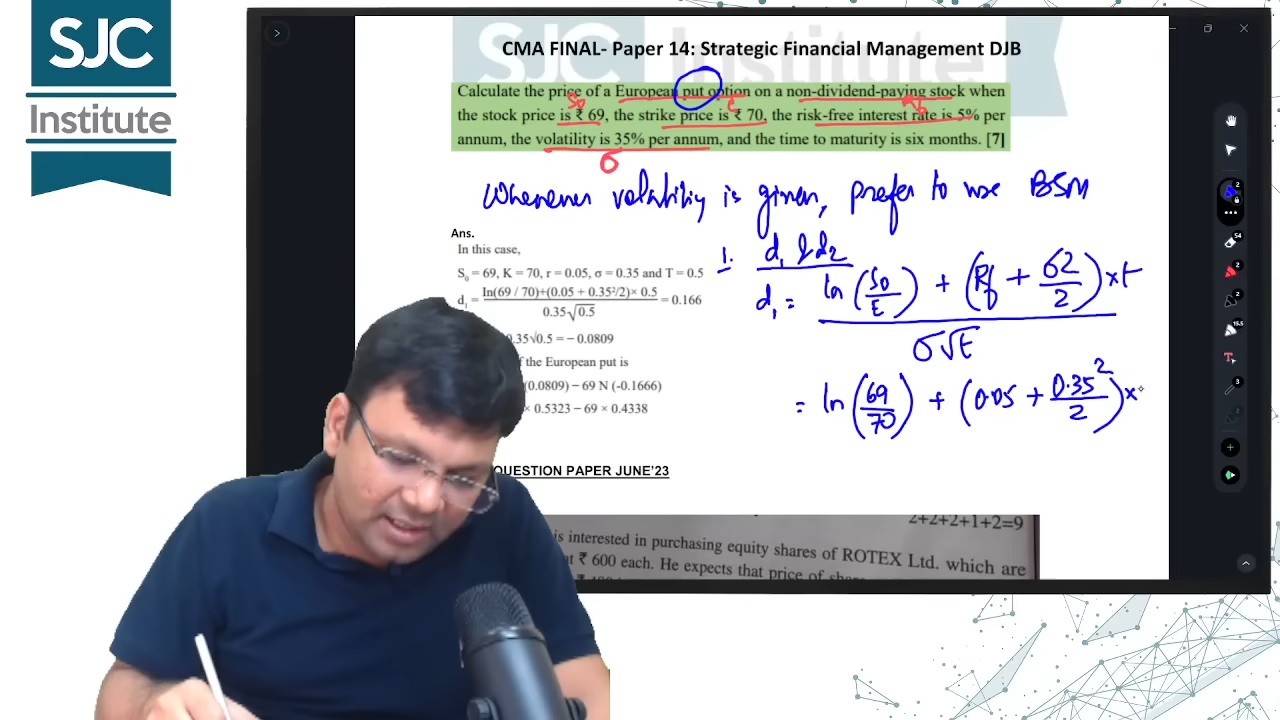 SJC
Institute
CMA FINAL- Paper 14: Strategic Financial Management DJB
Calculate the price of a European put option on a non-dividend-paying stock when
the stock price is ₹ 69, the strike price is ₹ 70, the risk-free interest rate is 5% per
annum, the volatility is 35% per annum, and the time to maturity is six months. [7]
S0
E
σ
Whenever volatility is given, prefer to use BSM
Ans.
In this case,
S₀ = 69, K = 70, r = 0.05, σ = 0.35 and T = 0.5
d₁ = ln(69 / 70)+(0.05 + 0.35²/2)× 0.5 / 0.35√0.5 = 0.166
0.35√0.5 = − 0.0809
f the European put is
(0.0809) − 69 N (-0.1666)
× 0.5323 – 69 × 0.4338
1. d₁ & d2
d₁ = ln (S0/E) + (Rf + σ2/2) × t / σ√t
= ln (69/70) + (0.05 + 0.35²/2) ×
QUESTION PAPER JUNE’23
2+2+2+1+2=9
is interested in purchasing equity shares of ROTEX Ltd. which are
at ₹ 600 each. He expects that price of